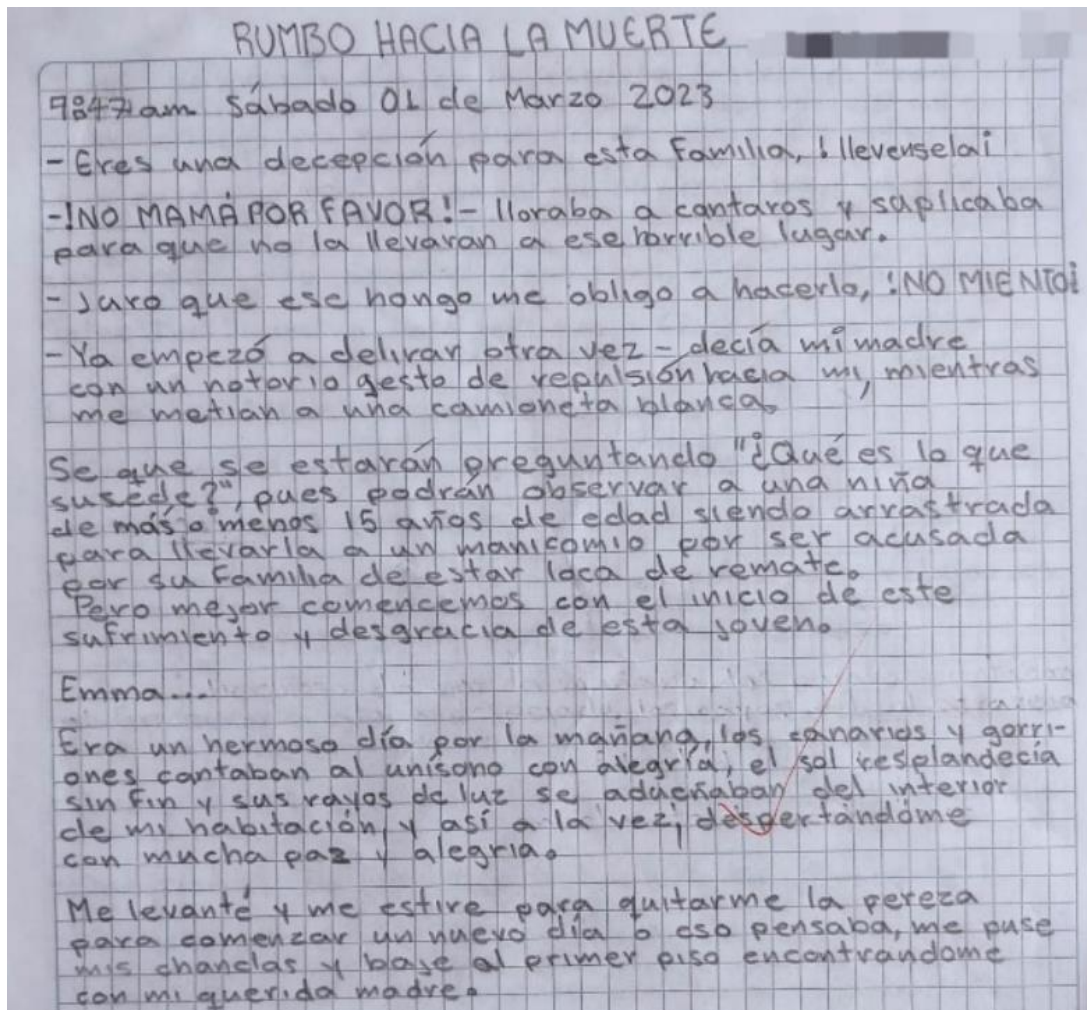 RUMBO HACIA LA MUERTE
9:47am sábado 01 de Marzo 2023
- Eres una decepción para esta familia, ! llevensela¡
-!NO MAMÁ POR FAVOR!- lloraba a cantaros y suplicaba
para que no la llevaran a ese horrible lugar.
- Juro que ese hongo me obligo a hacerlo, !NO MIENTO¡
- Ya empezó a delirar otra vez - decía mi madre
con un notorio gesto de repulsión hacia mi, mientras
me metian a una camioneta blanca.
Se que se estarán preguntando "¿Qué es lo que
susede?", pues podrán observar a una niña
de más o menos 15 años de edad siendo arrastrada
para llevarla a un manicomio por ser acusada
por su familia de estar loca de remate.
Pero mejor comencemos con el inicio de este
sufrimiento y desgracia de esta joven.
Emma...
Era un hermoso día por la mañana, los canarios y gorri-
ones cantaban al unísono con alegría, el sol resplandecía
sin fin y sus rayos de luz se adueñaban del interior
de mi habitación, y así a la vez, despertándome
con mucha paz y alegria.
Me levanté y me estire para quitarme la pereza
para comenzar un nuevo día o eso pensaba, me puse
mis chanclas y baje al primer piso encontrandome
con mi querida madre.